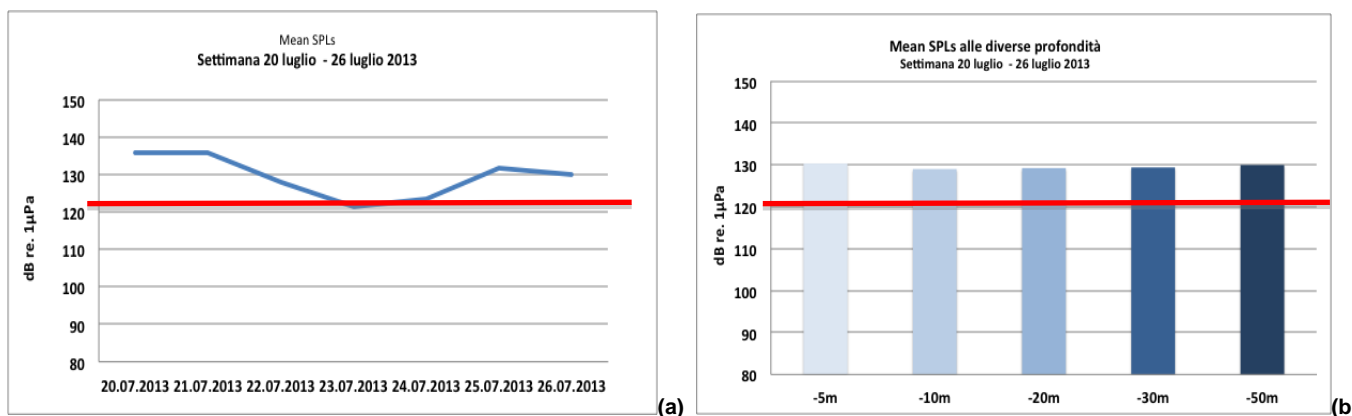 Mean SPLs
Settimana 20 luglio - 26 luglio 2013
dB re. 1µPa
150
140
130
120
110
100
90
80
20.07.2013 21.07.2013 22.07.2013 23.07.2013 24.07.2013 25.07.2013 26.07.2013
(a)
Mean SPLs alle diverse profondità
Settimana 20 luglio - 26 luglio 2013
dB re. 1µPa
150
140
130
120
110
100
90
80
-5m -10m -20m -30m -50m
(b